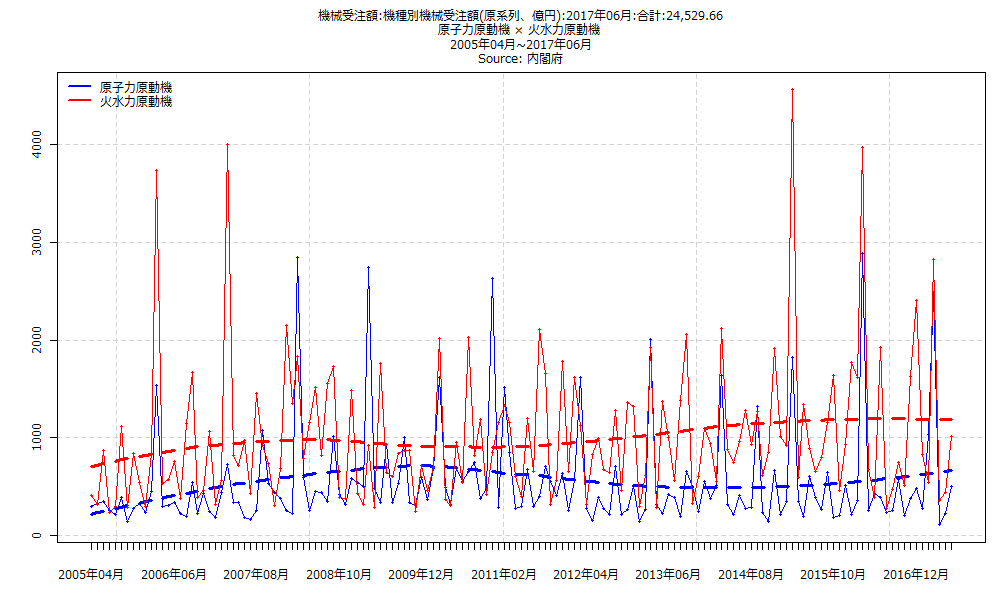 機械受注額:機種別機械受注額(原系列、億円):2017年06月:合計:24,529.66
原子力原動機 × 火水力原動機
2005年04月~2017年06月
Source: 内閣府
原子力原動機
火水力原動機
4000
3000
2000
1000
0
2005年04月 2006年06月 2007年08月 2008年10月 2009年12月 2011年02月 2012年04月 2013年06月 2014年08月 2015年10月 2016年12月